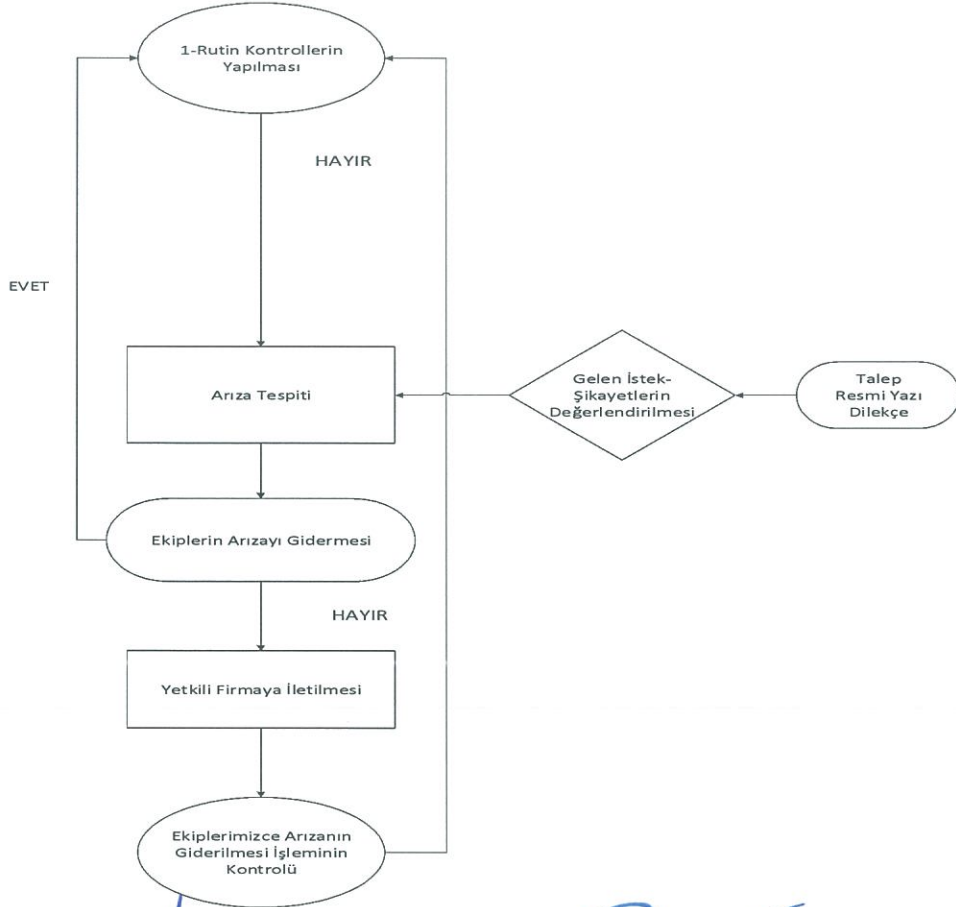 1-Rutin Kontrollerin
Yapılması
HAYIR
EVET
Arıza Tespiti
Gelen İstek-
Şikayetlerin
Değerlendirilmesi
Talep
Resmi Yazı
Dilekçe
Ekiplerin Arızayı Gidermesi
HAYIR
Yetkili Firmaya İletilmesi
Ekiplerimizce Arızanın
Giderilmesi İşleminin
Kontrolü